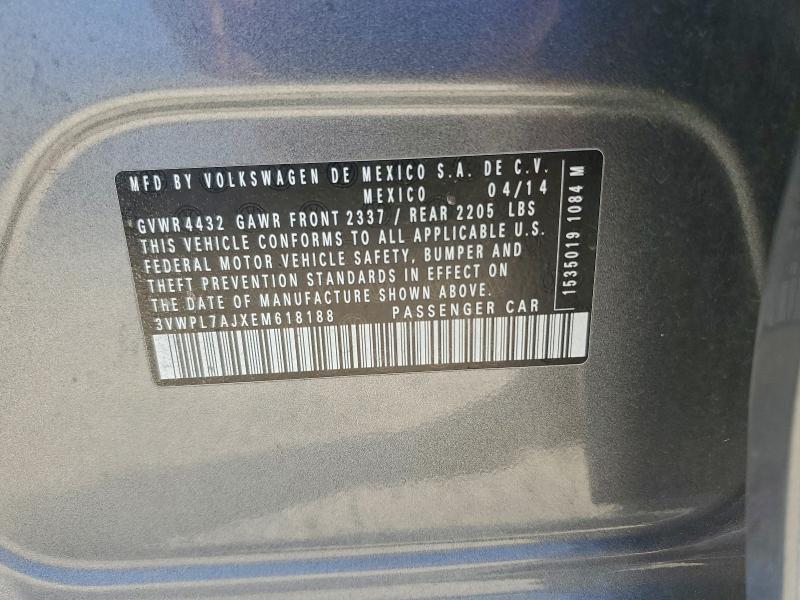 MFD BY VOLKSWAGEN DE MEXICO S.A. DE C.V.
MEXICO 04/14
GVWR 4432 GAWR FRONT 2337 / REAR 2205 LBS
THIS VEHICLE CONFORMS TO ALL APPLICABLE U.S.
FEDERAL MOTOR VEHICLE SAFETY, BUMPER AND
THEFT PREVENTION STANDARDS IN EFFECT ON
THE DATE OF MANUFACTURE SHOWN ABOVE.
3VWPL7AJXEM618188 PASSENGER CAR
1535019 1084 M